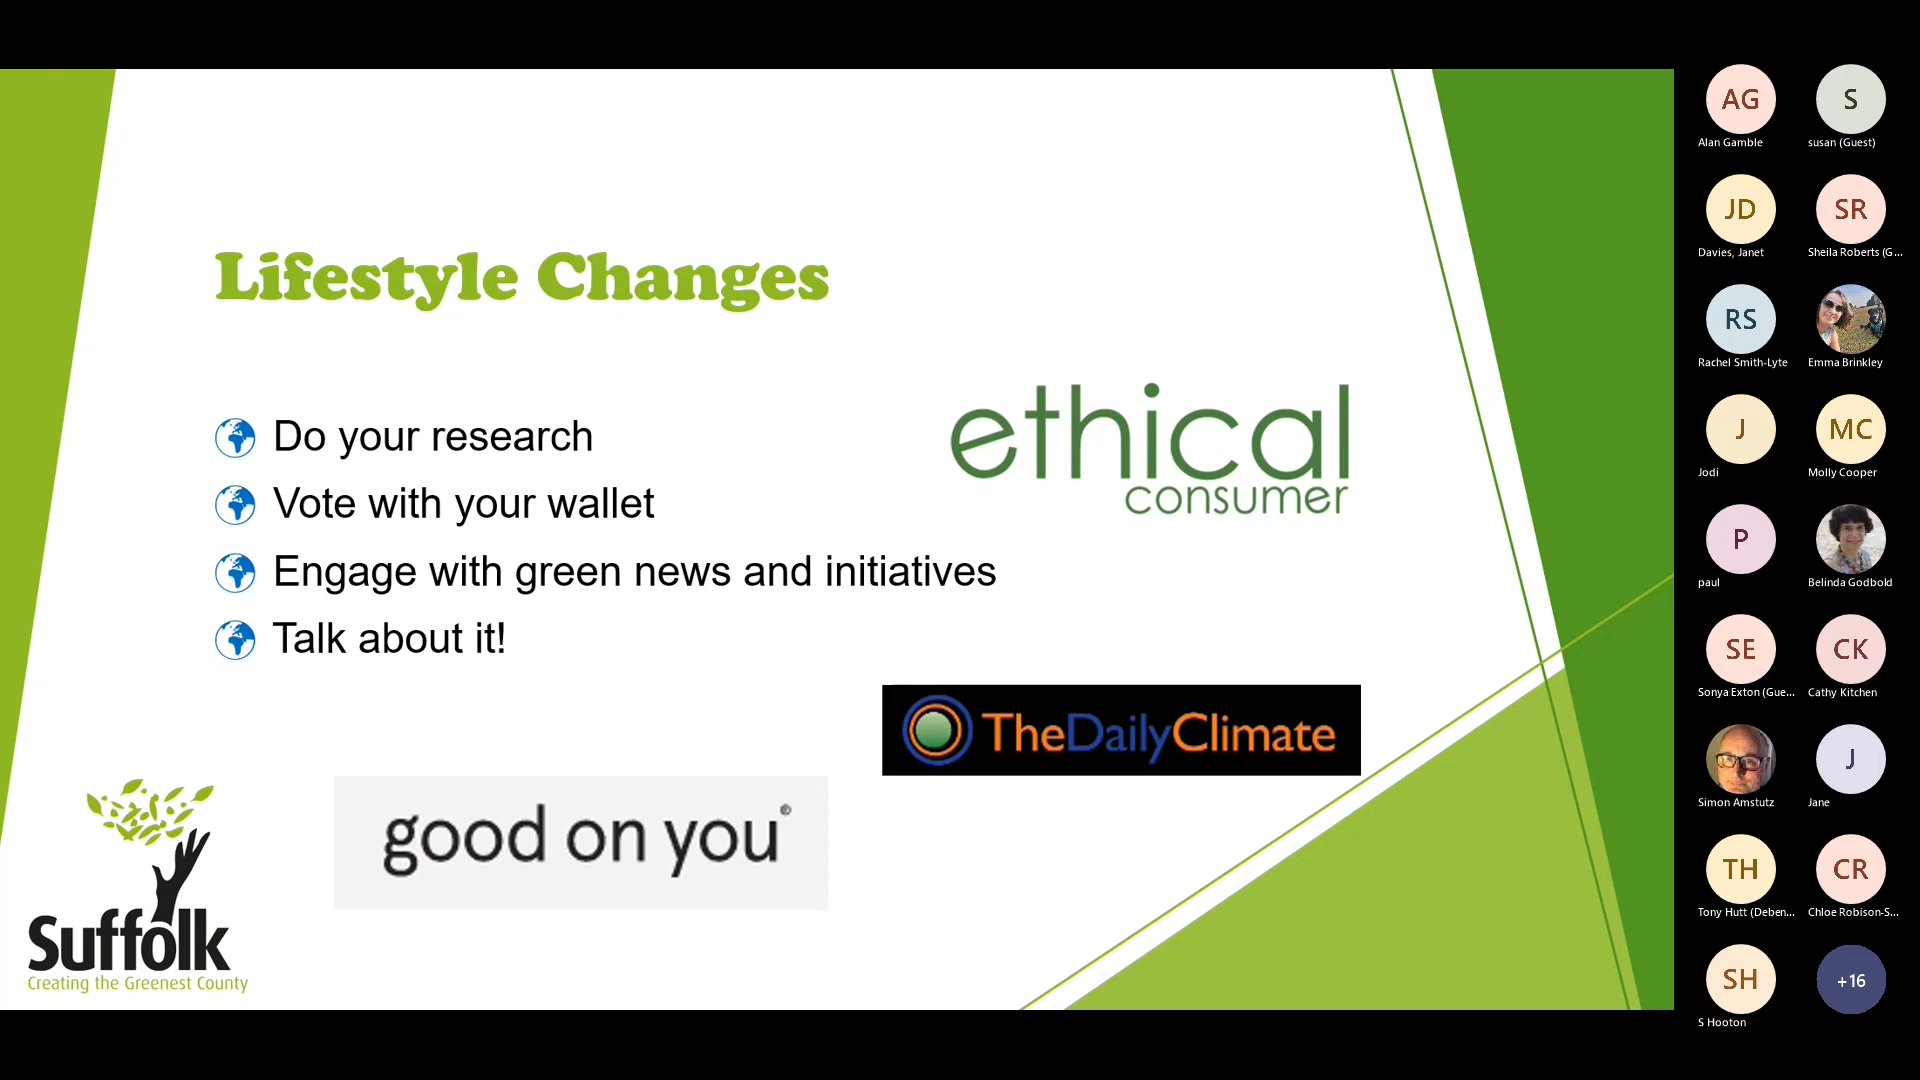 Lifestyle Changes
Do your research
Vote with your wallet
Engage with green news and initiatives
Talk about it!
ethical
consumer
TheDailyClimate
good on you®
Suffolk
Creating the Greenest County
AG
S
Alan Gamble
susan (Guest)
JD
SR
Davies, Janet
Sheila Roberts (G...
RS
Rachel Smith-Lyte
Emma Brinkley
J
MC
Jodi
Molly Cooper
P
paul
Belinda Godbold
SE
CK
Sonya Exton (Gue...
Cathy Kitchen
J
Simon Amstutz
Jane
TH
CR
Tony Hutt (Deben...
Chloe Robison-S...
SH
+16
S Hooton